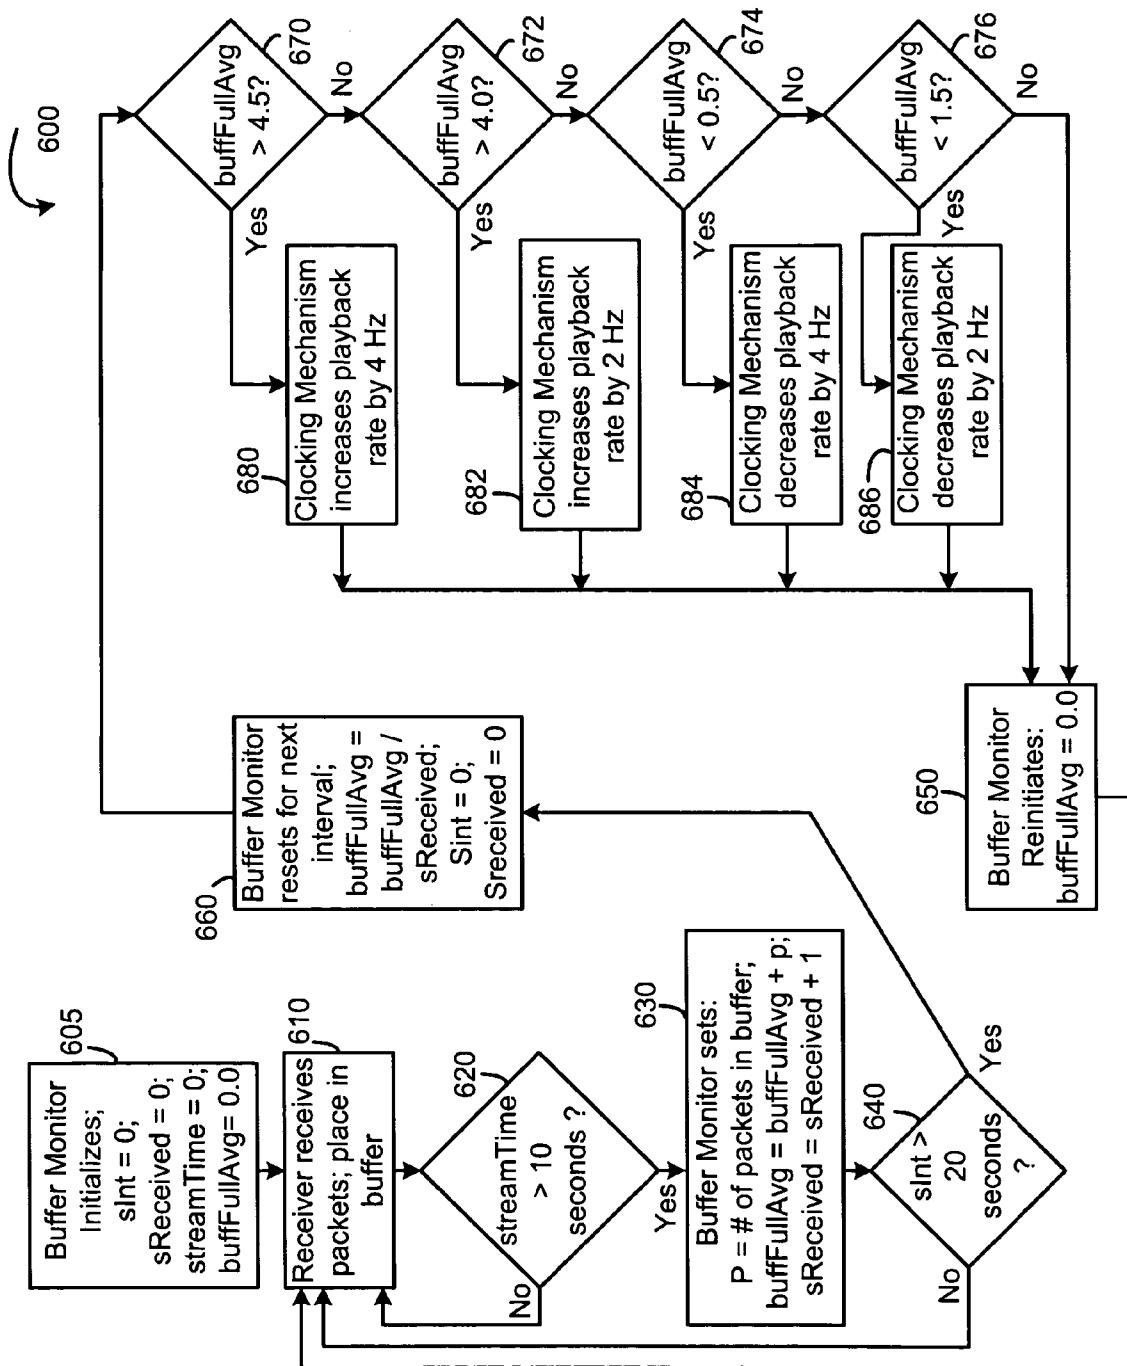 600
Buffer Monitor
Initializes;
sInt = 0;
sReceived = 0;
streamTime = 0;
buffFullAvg= 0.0
605
Receiver receives
packets; place in
buffer
610
streamTime
> 10
seconds ?
620
No
Yes
Buffer Monitor sets:
P = # of packets in buffer;
buffFullAvg = buffFullAvg + p;
sReceived = sReceived + 1
630
sInt >
20
seconds
?
640
No
Yes
Buffer Monitor
resets for next
interval;
buffFullAvg =
buffFullAvg /
sReceived;
Sint = 0;
Sreceived = 0
660
buffFullAvg
> 4.5?
670
Yes
No
Clocking Mechanism
increases playback
rate by 4 Hz
680
buffFullAvg
> 4.0?
672
Yes
No
Clocking Mechanism
increases playback
rate by 2 Hz
682
buffFullAvg
< 0.5?
674
Yes
No
Clocking Mechanism
decreases playback
rate by 4 Hz
684
buffFullAvg
< 1.5?
676
Yes
No
Clocking Mechanism
decreases playback
rate by 2 Hz
686
Buffer Monitor
Reinitiates:
buffFullAvg = 0.0
650